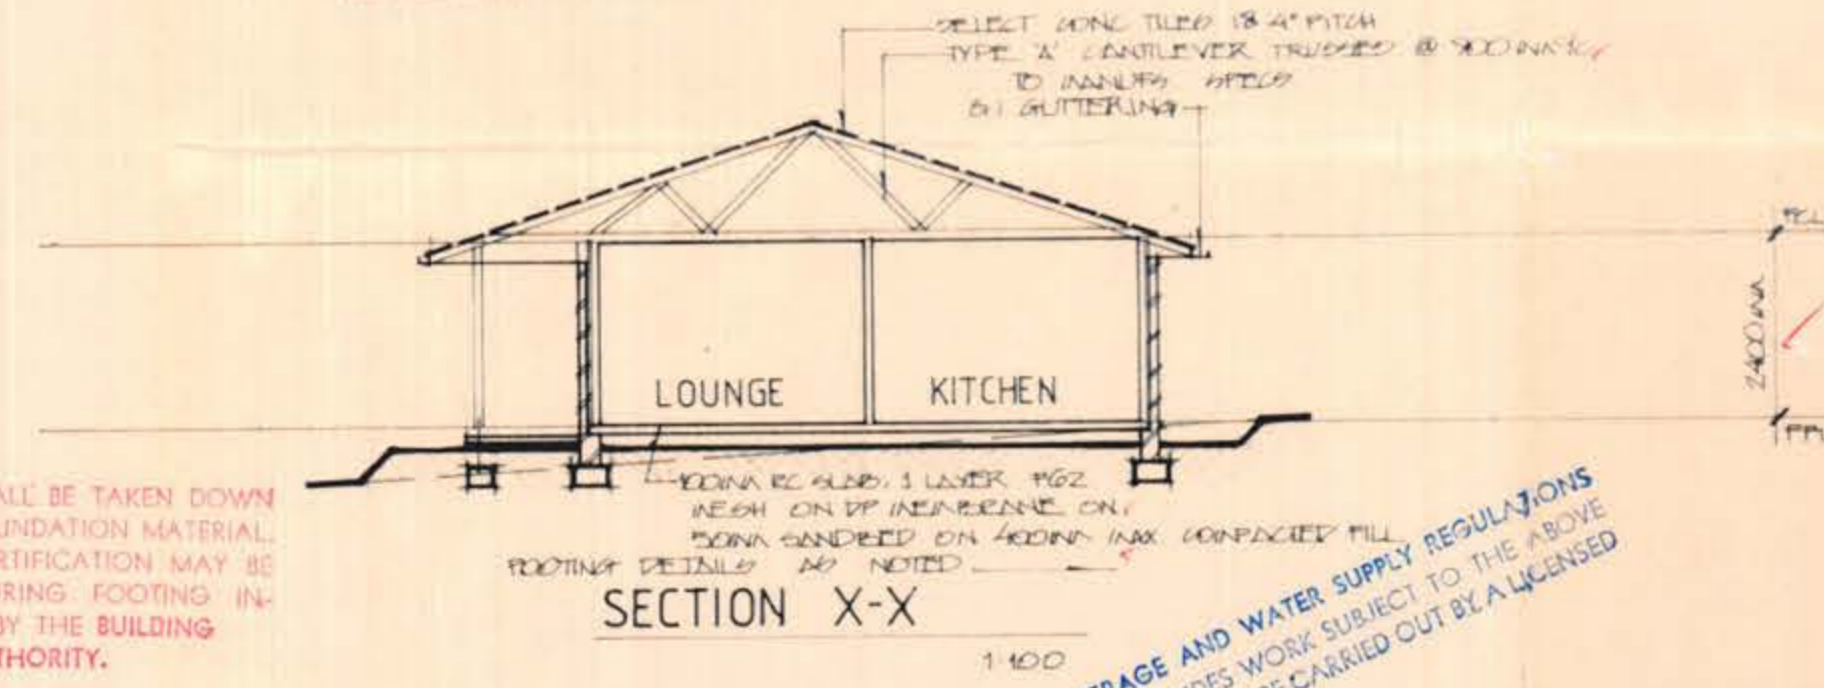 SELECT CONC TILES 18.4° PITCH
TYPE 'A' CANTILEVER TRUSSES @ 900MM
TO MANUFS SPECS
G.I GUTTERING
2400MM
LOUNGE
KITCHEN
100MM RC SLAB. 1 LAYER F62
MESH ON DP MEMBRANE ON
50MM SANDBED ON 400MM MAX COMPACTED FILL
FOOTING DETAILS AS NOTED
SECTION X-X
1:100
ALL BE TAKEN DOWN
UNDATION MATERIAL.
RTIFICATION MAY BE
RING FOOTING IN-
BY THE BUILDING
THORITY.
RAGE AND WATER SUPPLY REGULATIONS
DES WORK SUBJECT TO THE ABOVE
CARRIED OUT BY A LICENSED